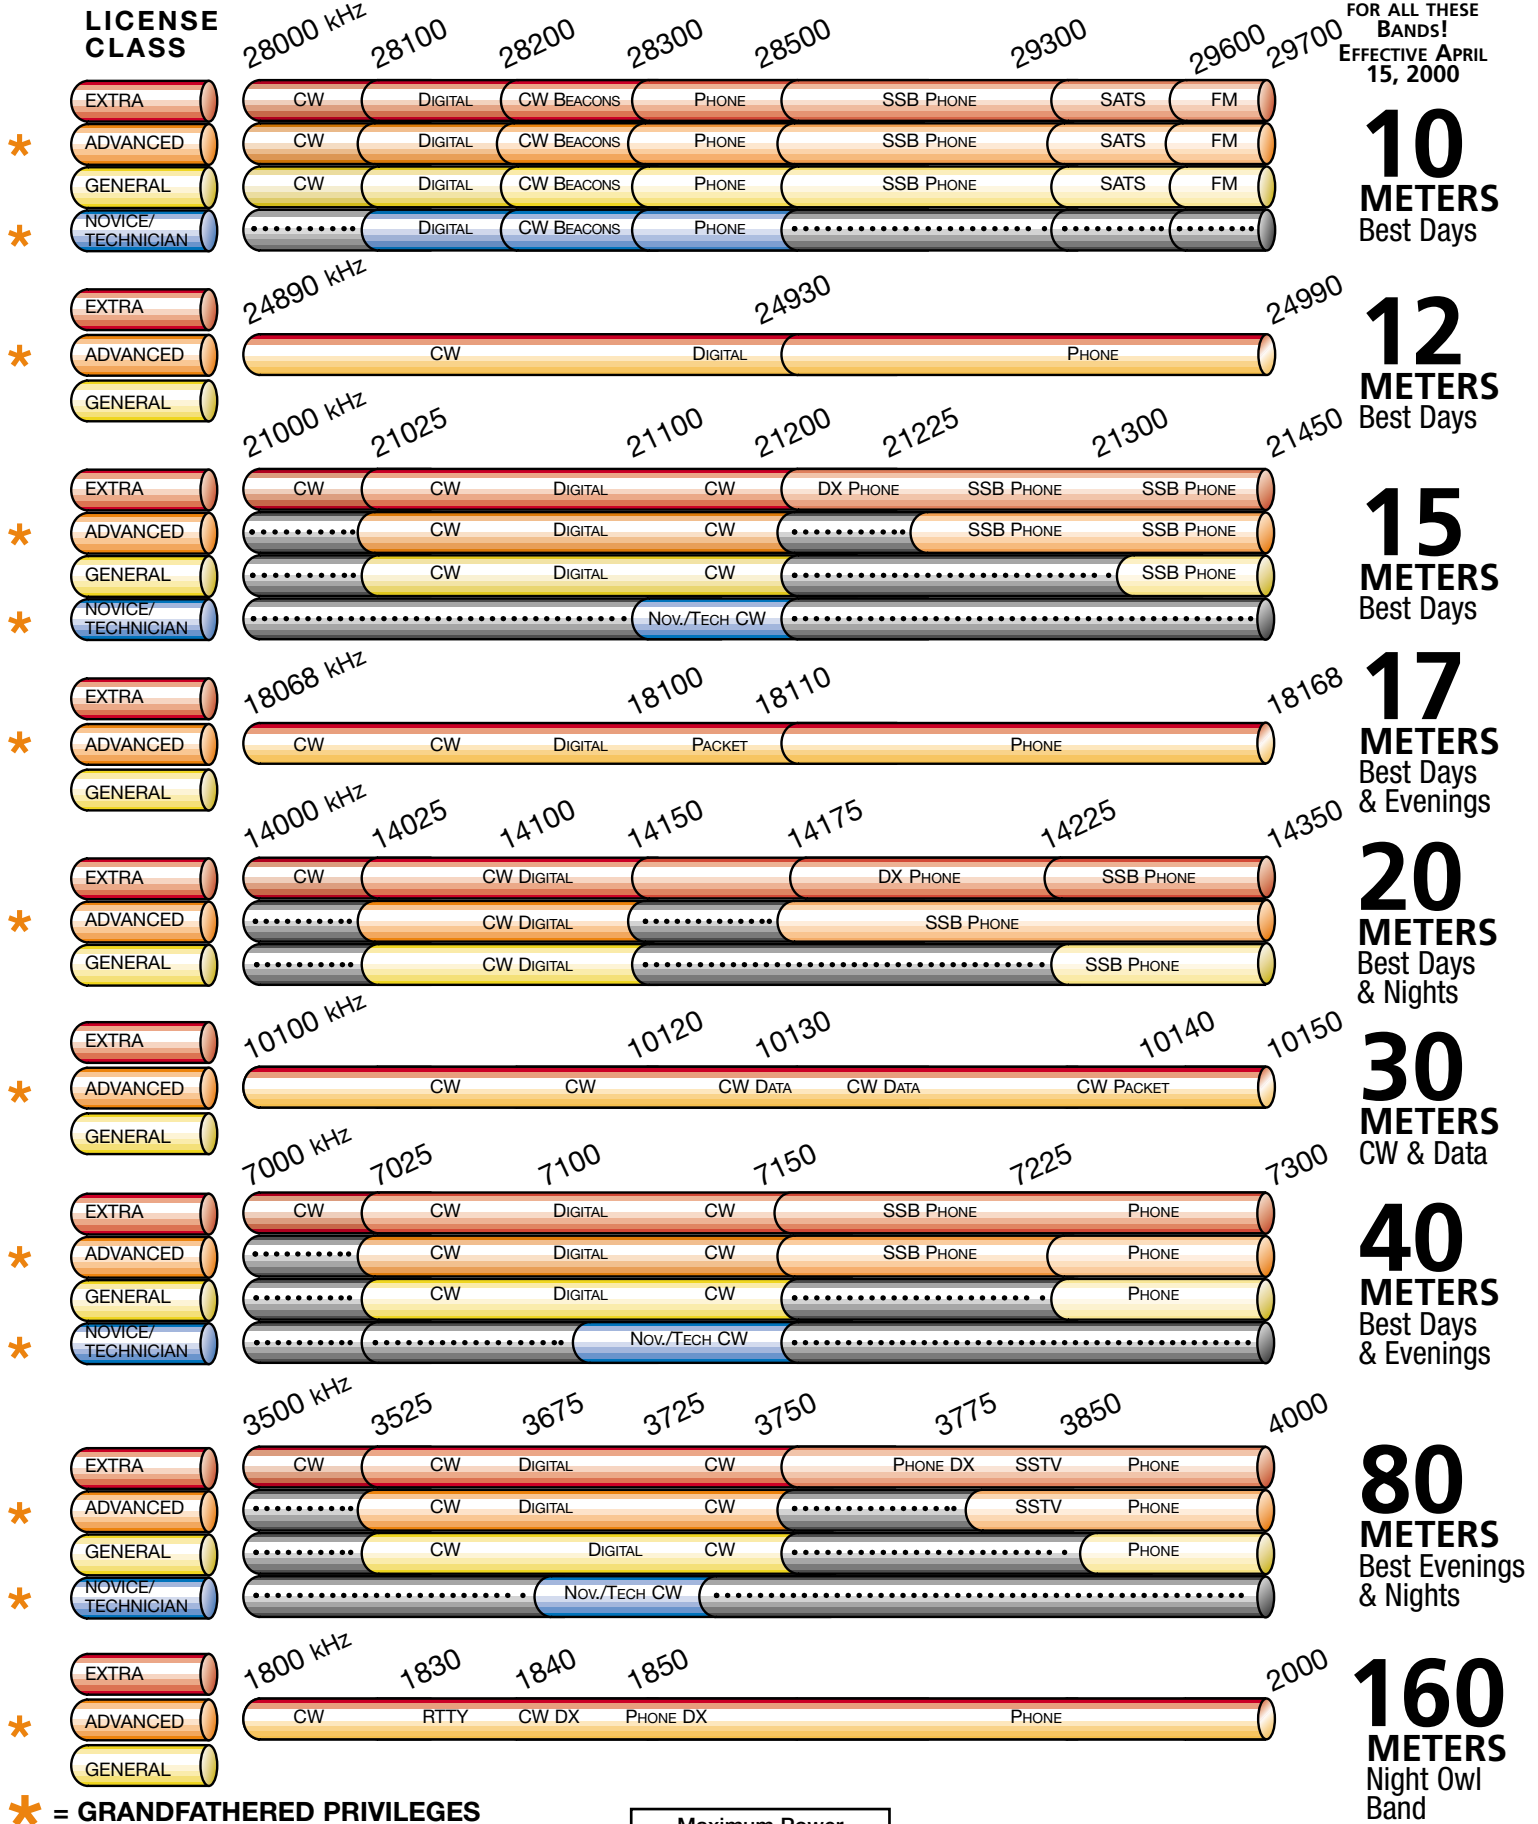 LICENSE
CLASS
28000 kHz 28100 28200 28300 28500 29300 29600 29700
FOR ALL THESE
BANDS!
EFFECTIVE APRIL
15, 2000
EXTRA CW DIGITAL CW BEACONS PHONE SSB PHONE SATS FM
* ADVANCED CW DIGITAL CW BEACONS PHONE SSB PHONE SATS FM
GENERAL CW DIGITAL CW BEACONS PHONE SSB PHONE SATS FM
* NOVICE/
TECHNICIAN DIGITAL CW BEACONS PHONE
10
METERS
Best Days
24890 kHz 24930 24990
EXTRA
* ADVANCED CW DIGITAL PHONE
GENERAL
12
METERS
Best Days
21000 kHz 21025 21100 21200 21225 21300 21450
EXTRA CW CW DIGITAL CW DX PHONE SSB PHONE SSB PHONE
* ADVANCED CW DIGITAL CW SSB PHONE SSB PHONE
GENERAL CW DIGITAL CW SSB PHONE
* NOVICE/
TECHNICIAN NOV./TECH CW
15
METERS
Best Days
18068 kHz 18100 18110 18168
EXTRA
* ADVANCED CW CW DIGITAL PACKET PHONE
GENERAL
17
METERS
Best Days
& Evenings
14000 kHz 14025 14100 14150 14175 14225 14350
EXTRA CW CW DIGITAL DX PHONE SSB PHONE
* ADVANCED CW DIGITAL SSB PHONE
GENERAL CW DIGITAL SSB PHONE
20
METERS
Best Days
& Nights
10100 kHz 10120 10130 10140 10150
EXTRA
* ADVANCED CW CW CW DATA CW DATA CW PACKET
GENERAL
30
METERS
CW & Data
7000 kHz 7025 7100 7150 7225 7300
EXTRA CW CW DIGITAL CW SSB PHONE PHONE
* ADVANCED CW DIGITAL CW SSB PHONE PHONE
GENERAL CW DIGITAL CW PHONE
* NOVICE/
TECHNICIAN NOV./TECH CW
40
METERS
Best Days
& Evenings
3500 kHz 3525 3675 3725 3750 3775 3850 4000
EXTRA CW CW DIGITAL CW PHONE DX SSTV PHONE
* ADVANCED CW DIGITAL CW SSTV PHONE
GENERAL CW DIGITAL CW PHONE
* NOVICE/
TECHNICIAN NOV./TECH CW
80
METERS
Best Evenings
& Nights
1800 kHz 1830 1840 1850 2000
EXTRA
* ADVANCED CW RTTY CW DX PHONE DX PHONE
GENERAL
160
METERS
Night Owl
Band
* = GRANDFATHERED PRIVILEGES
Maximum Power